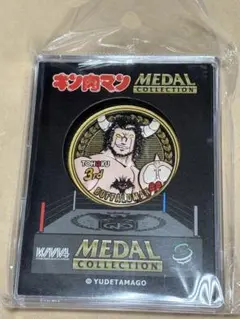 キン肉マン MEDAL
COLLECTION
TOHOKU
3rd
BUFFALOMAN
MEDAL
COLLECTION
© YUDETAMAGO